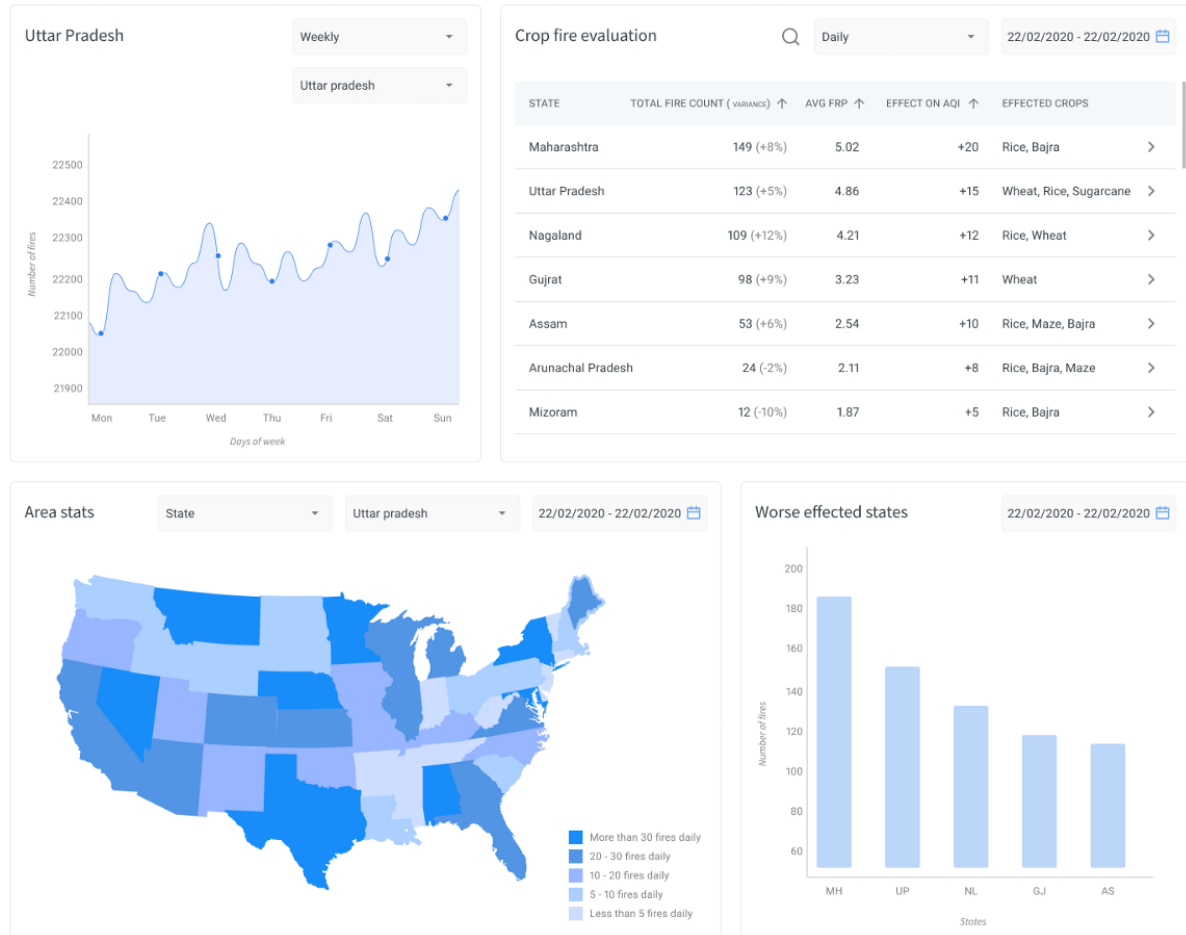 Uttar Pradesh
Weekly
Uttar pradesh
Number of fires
22500
22400
22300
22200
22100
22000
21900
Mon Tue Wed Thu Fri Sat Sun
Days of week
Crop fire evaluation
Daily
22/02/2020 - 22/02/2020
STATE TOTAL FIRE COUNT ( VARIANCE) AVG FRP EFFECT ON AQI EFFECTED CROPS
Maharashtra 149 (+8%) 5.02 +20 Rice, Bajra
Uttar Pradesh 123 (+5%) 4.86 +15 Wheat, Rice, Sugarcane
Nagaland 109 (+12%) 4.21 +12 Rice, Wheat
Gujrat 98 (+9%) 3.23 +11 Wheat
Assam 53 (+6%) 2.54 +10 Rice, Maze, Bajra
Arunachal Pradesh 24 (-2%) 2.11 +8 Rice, Bajra, Maze
Mizoram 12 (-10%) 1.87 +5 Rice, Bajra
Area stats
State
Uttar pradesh
22/02/2020 - 22/02/2020
More than 30 fires daily
20 - 30 fires daily
10 - 20 fires daily
5 - 10 fires daily
Less than 5 fires daily
Worse effected states
22/02/2020 - 22/02/2020
Number of fires
200
180
160
140
120
100
80
60
MH UP NL GJ AS
States